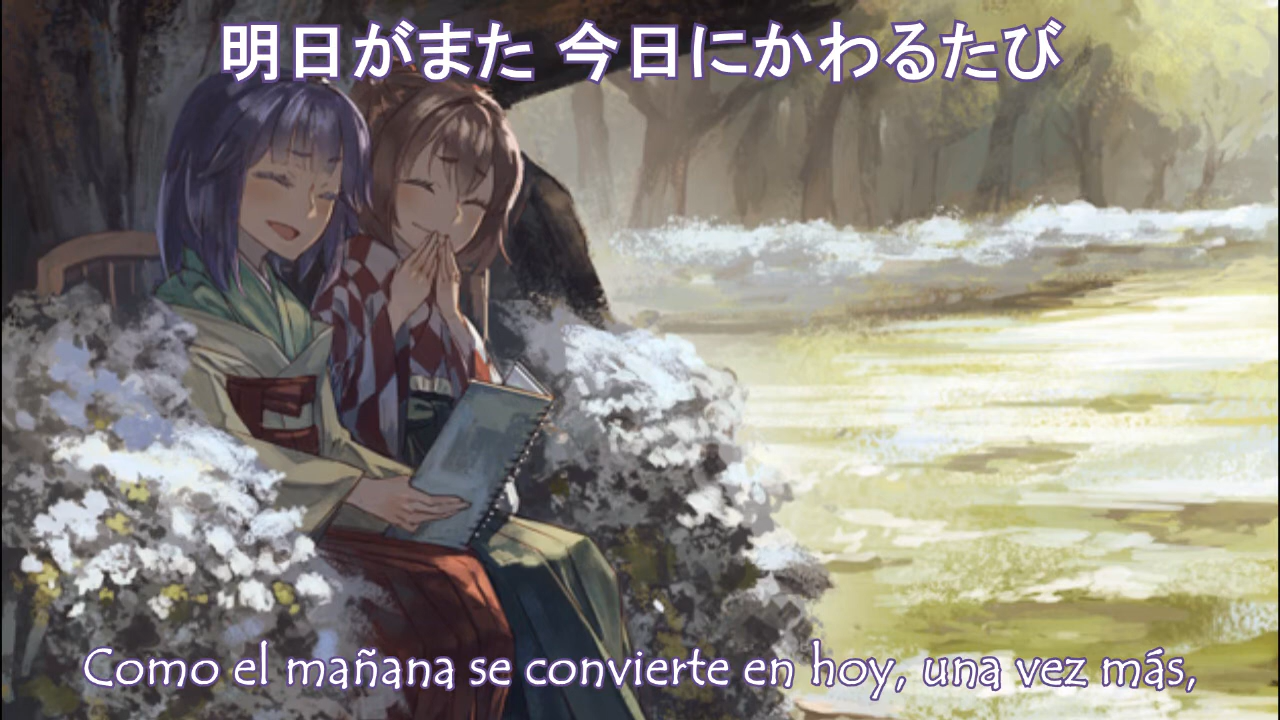 明日がまた 今日にかわるたび
Como el mañana se convierte en hoy, una vez más,